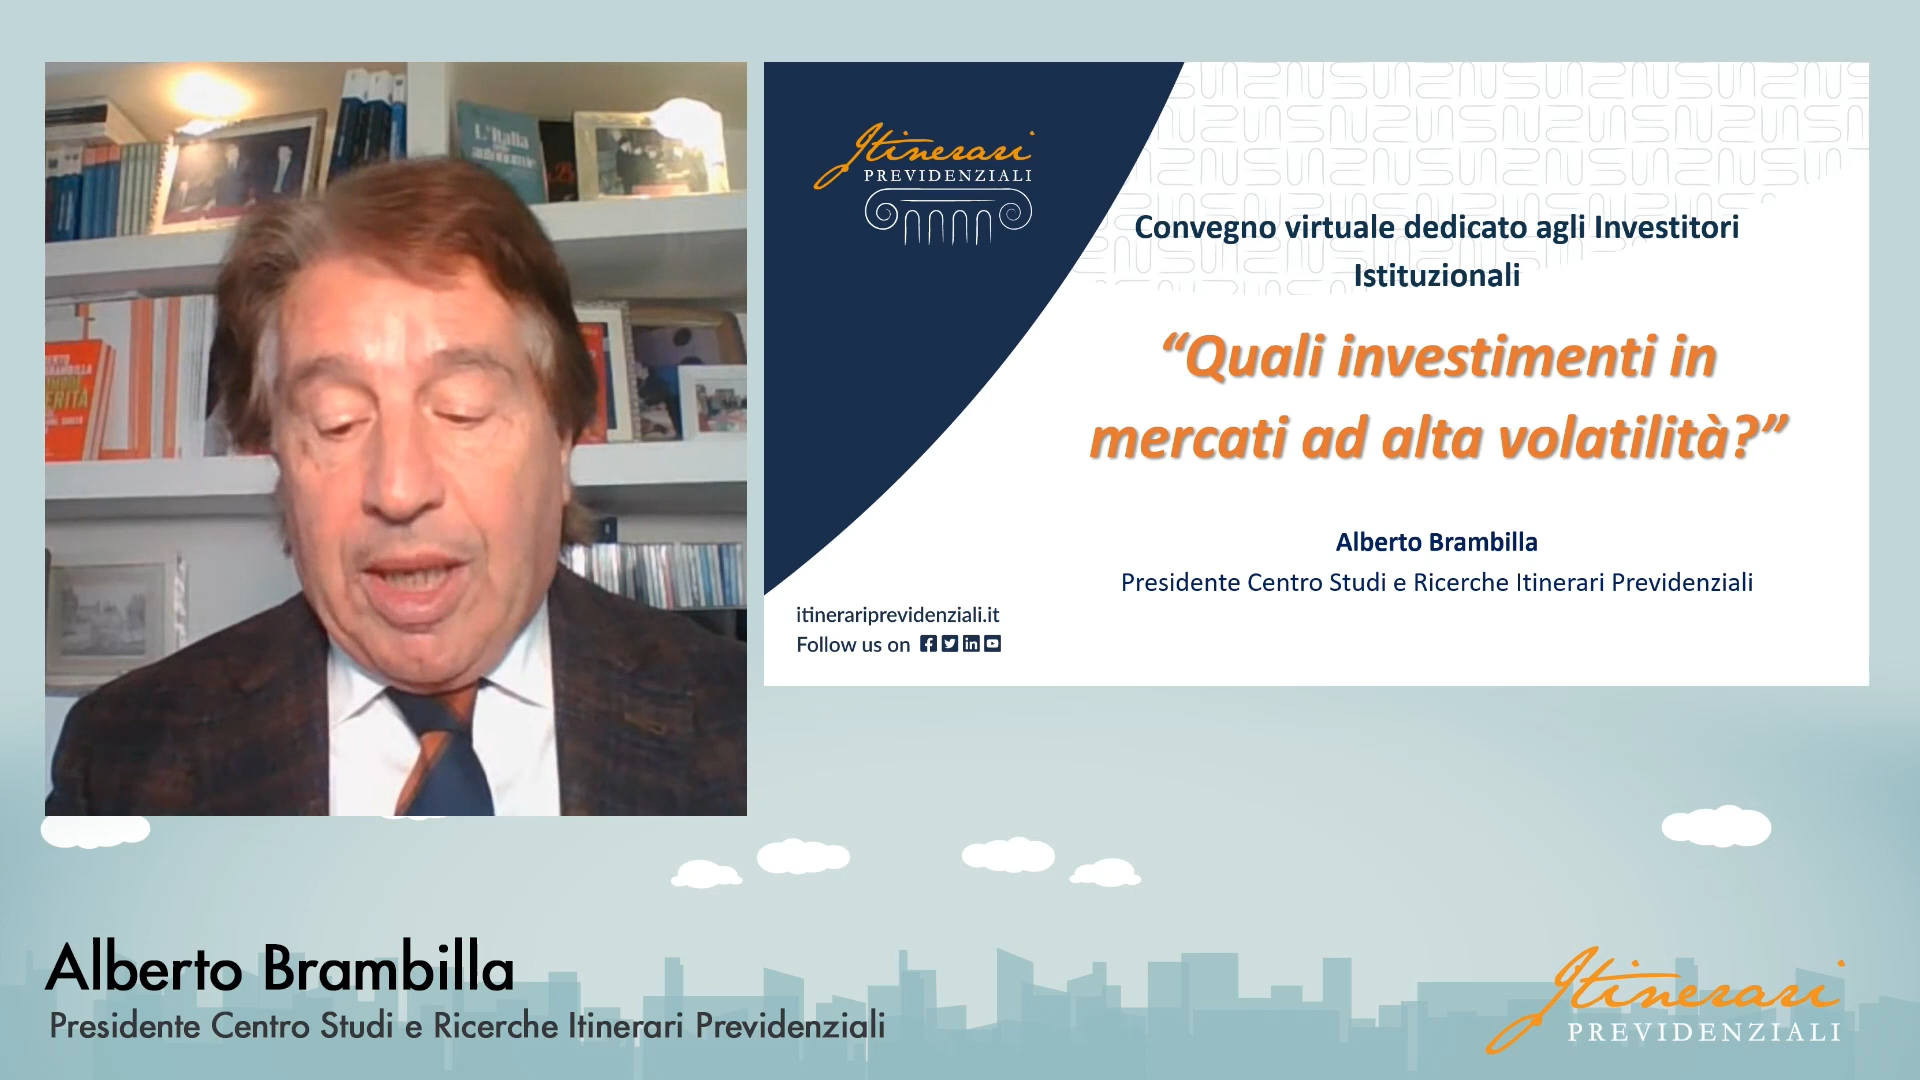 L'Italia
autonomie
BRAMBILLA
Itinerari
PREVIDENZIALI
Convegno virtuale dedicato agli Investitori
Istituzionali
“Quali investimenti in
mercati ad alta volatilità?”
Alberto Brambilla
Presidente Centro Studi e Ricerche Itinerari Previdenziali
itinerariprevidenziali.it
Follow us on
Alberto Brambilla
Presidente Centro Studi e Ricerche Itinerari Previdenziali
Itinerari
PREVIDENZIALI